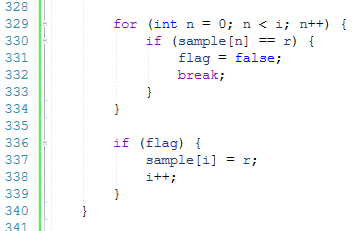 328
329 for (int n = 0; n < i; n++) {
330 if (sample[n] == r) {
331 flag = false;
332 break;
333 }
334 }
335
336 if (flag) {
337 sample[i] = r;
338 i++;
339 }
340 }
341